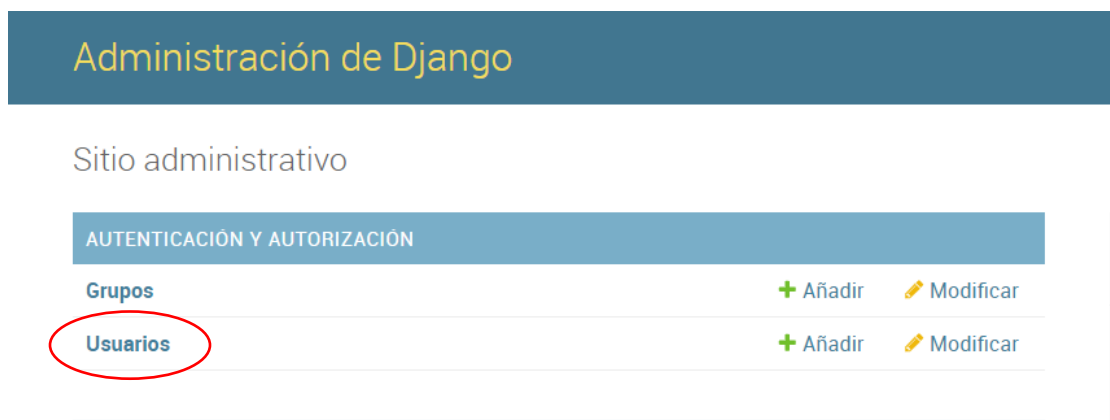 Administración de Django
Sitio administrativo
AUTENTICACIÓN Y AUTORIZACIÓN
Grupos Añadir Modificar
Usuarios Añadir Modificar